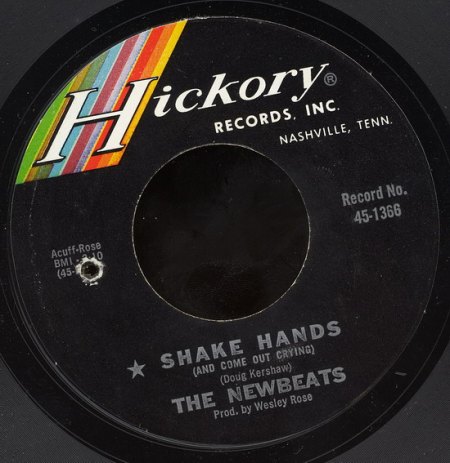 Hickory®
RECORDS, INC.
NASHVILLE, TENN.
Record No.
45-1366
Acuff-Rose
BMI
(45-
★ SHAKE HANDS
(AND COME OUT CRYING)
(Doug Kershaw)
THE NEWBEATS
Prod. by Wesley Rose